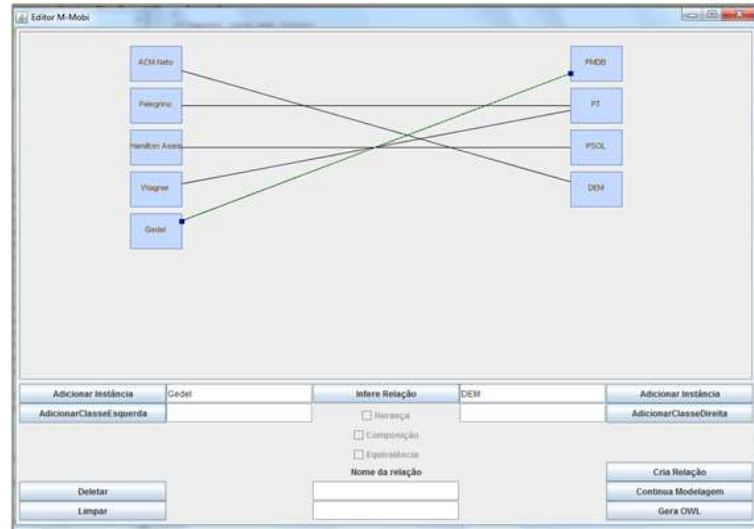 Editor M-Mobi
ACM Neto
PMDB
Pelegrino
PT
Hamilton Assis
PSOL
Wagner
DEM
Gedel
Adicionar Instância
Gedel
Infere Relação
DEM
Adicionar Instância
AdicionarClasseEsquerda
Herança
AdicionarClasseDireita
Composição
Equivalência
Nome da relação
Cria Relação
Deletar
Continua Modelagem
Limpar
Gera OWL